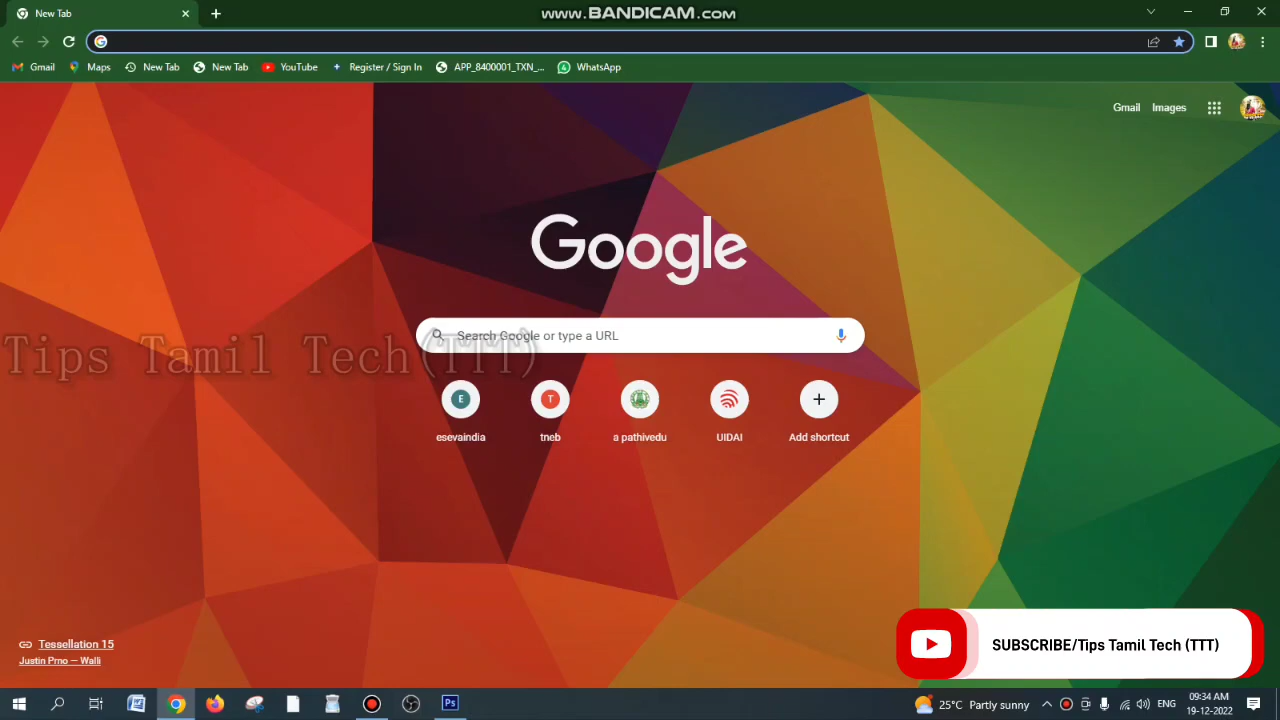 New Tab
www.BANDICAM.com
Gmail Maps New Tab New Tab YouTube Register / Sign In APP_8400001_TXN_... WhatsApp
Gmail Images
Google
Search Google or type a URL
Tips Tamil Tech(TTT)
E T
esevaindia tneb a pathivedu UIDAI Add shortcut
Tessellation 15
Justin Prno — Walli
SUBSCRIBE/Tips Tamil Tech (TTT)
Ps
25°C Partly sunny ENG 09:34 AM
19-12-2022